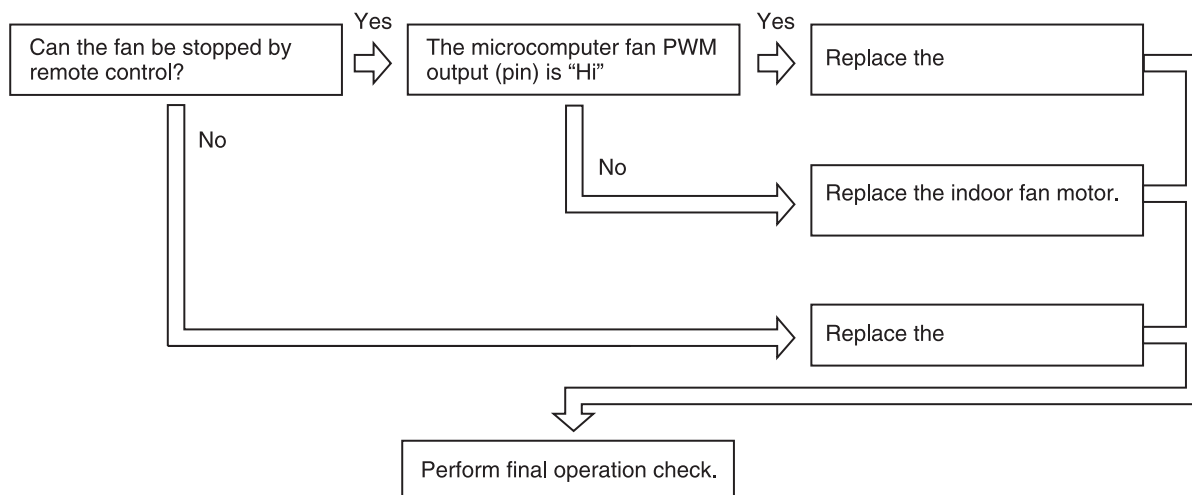 Can the fan be stopped by
remote control?
Yes
The microcomputer fan PWM
output (pin) is “Hi”
Yes
Replace the
No
No
Replace the indoor fan motor.
Replace the
Perform final operation check.